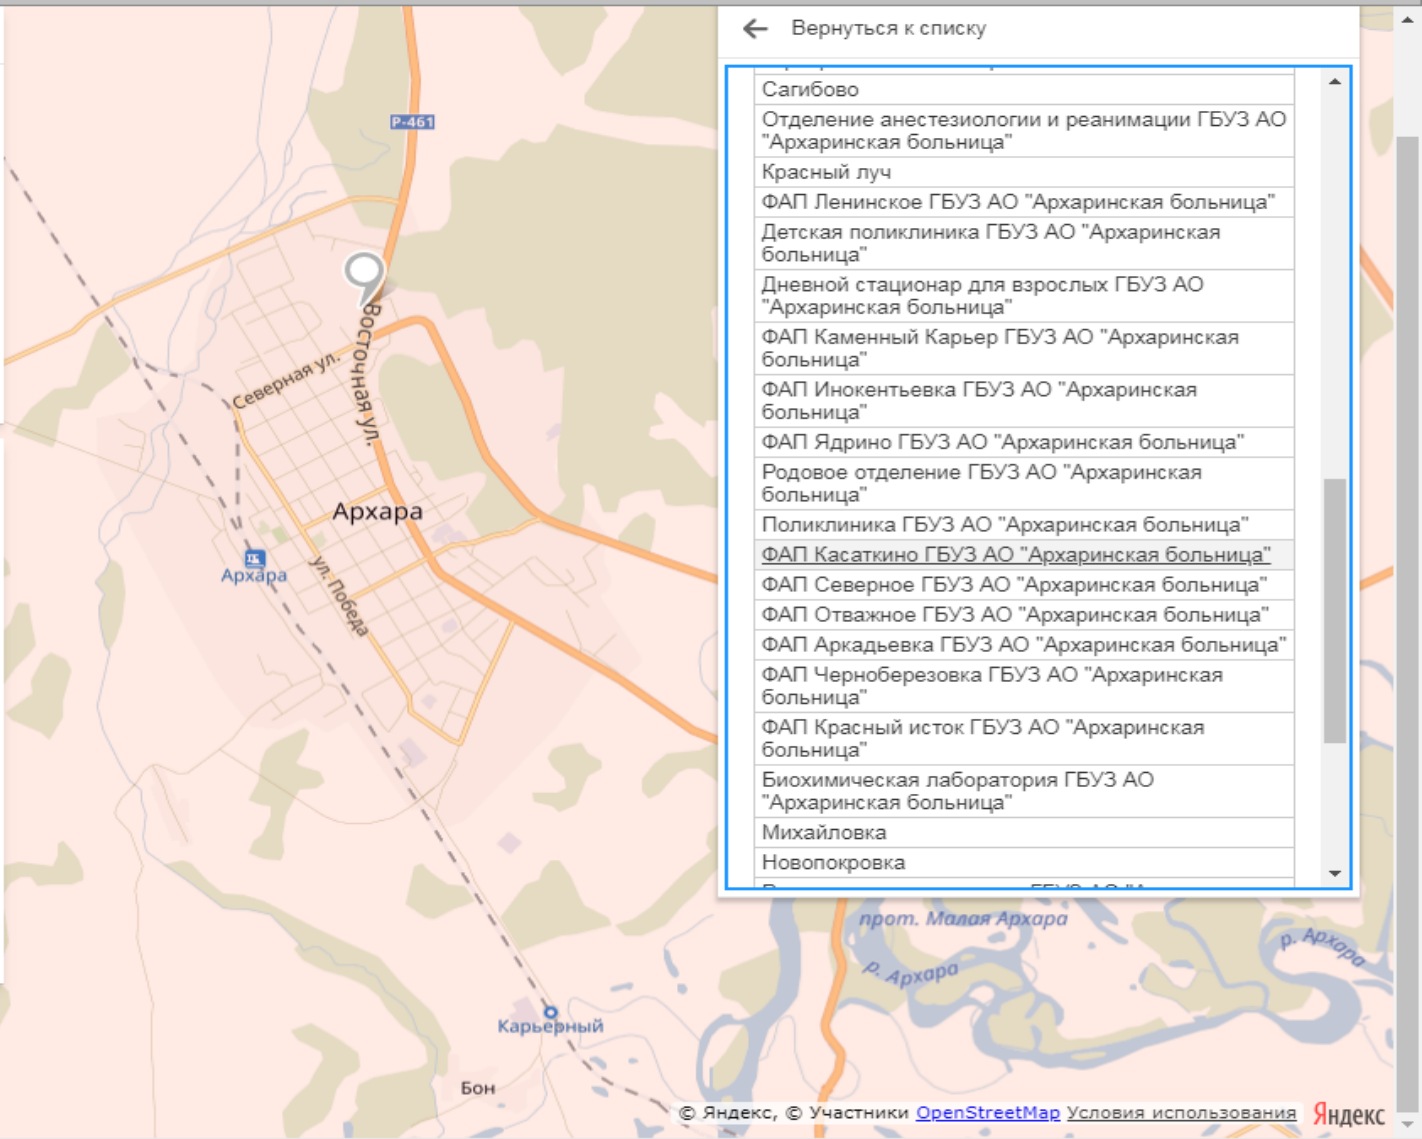 Вернуться к списку
Сагибово
Отделение анестезиологии и реанимации ГБУЗ АО
"Архаринская больница"
Красный луч
ФАП Ленинское ГБУЗ АО "Архаринская больница"
Детская поликлиника ГБУЗ АО "Архаринская
больница"
Дневной стационар для взрослых ГБУЗ АО
"Архаринская больница"
ФАП Каменный Карьер ГБУЗ АО "Архаринская
больница"
ФАП Инокентьевка ГБУЗ АО "Архаринская
больница"
ФАП Ядрино ГБУЗ АО "Архаринская больница"
Родовое отделение ГБУЗ АО "Архаринская
больница"
Поликлиника ГБУЗ АО "Архаринская больница"
ФАП Касаткино ГБУЗ АО "Архаринская больница"
ФАП Северное ГБУЗ АО "Архаринская больница"
ФАП Отважное ГБУЗ АО "Архаринская больница"
ФАП Аркадьевка ГБУЗ АО "Архаринская больница"
ФАП Черноберезовка ГБУЗ АО "Архаринская
больница"
ФАП Красный исток ГБУЗ АО "Архаринская
больница"
Биохимическая лаборатория ГБУЗ АО
"Архаринская больница"
Михайловка
Новопокровка
Р-461
Восточная ул.
Северная ул.
Архара
Архара
ул. Победа
прот. Малая Архара
р. Архара
р. Архара
Карьерный
Бон
© Яндекс, © Участники OpenStreetMap Условия использования Яндекс